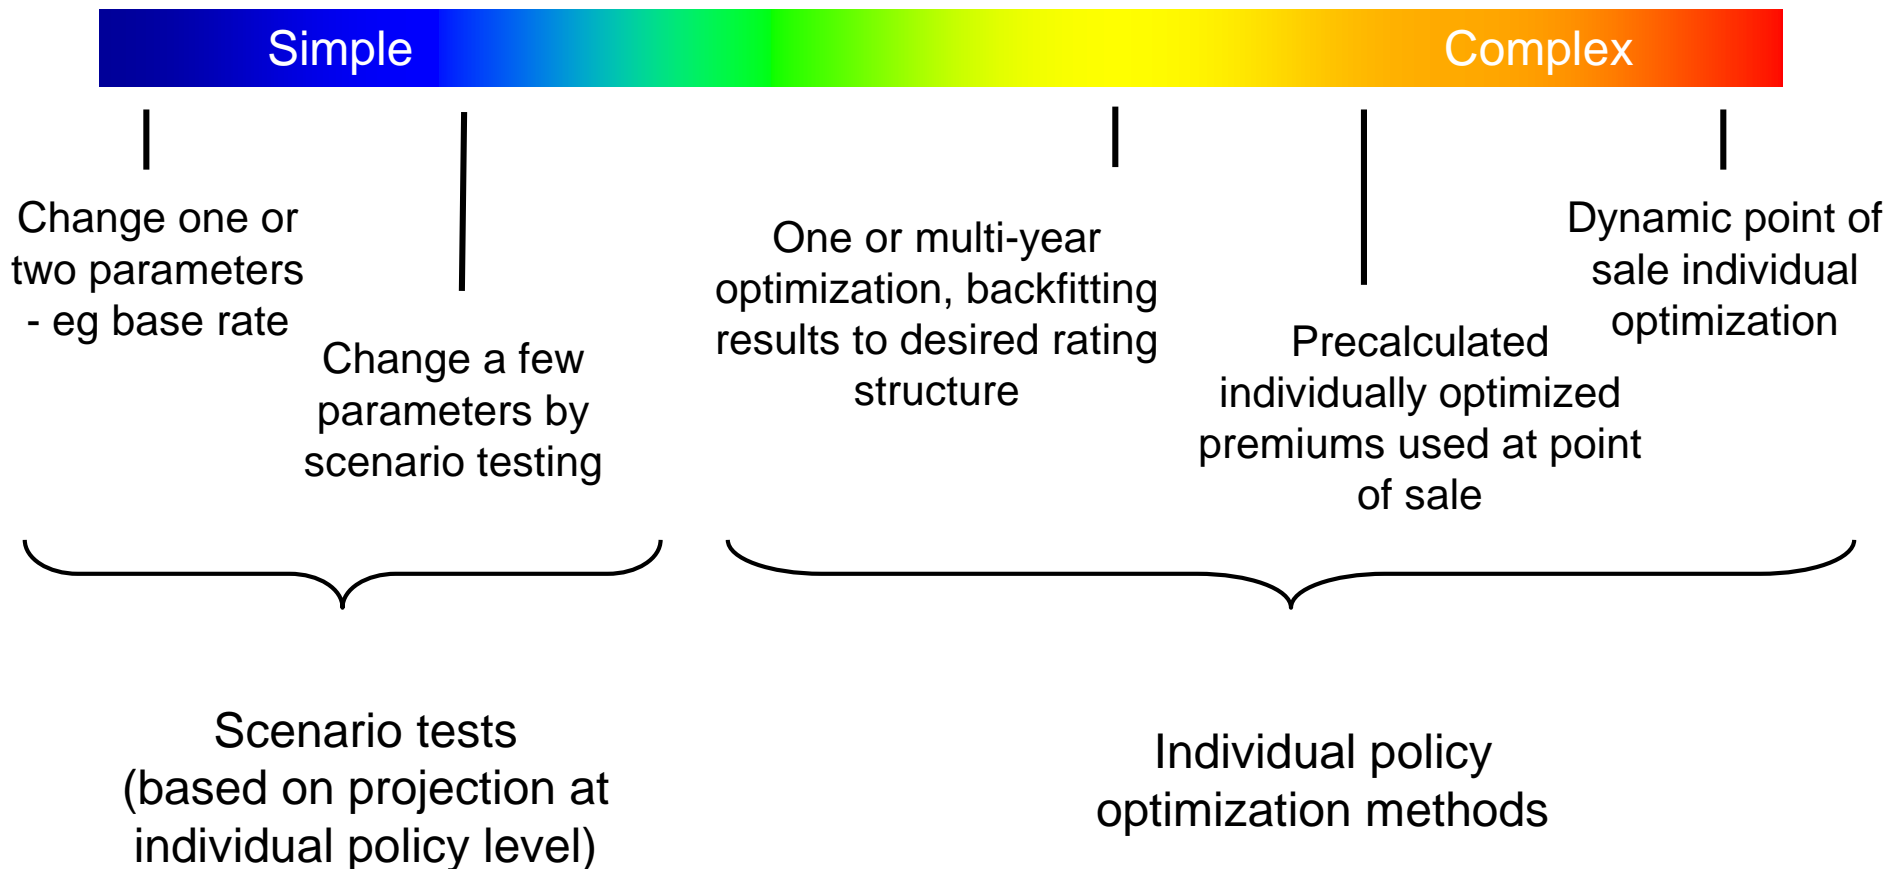 Simple
Complex
Change one or
two parameters
- eg base rate
Change a few
parameters by
scenario testing
One or multi-year
optimization, backfitting
results to desired rating
structure
Precalculated
individually optimized
premiums used at point
of sale
Dynamic point of
sale individual
optimization
Scenario tests
(based on projection at
individual policy level)
Individual policy
optimization methods